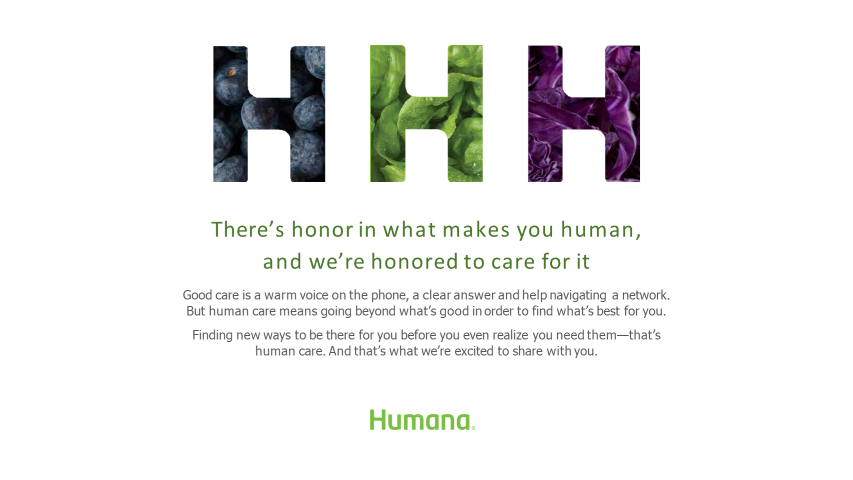 H H H
There’s honor in what makes you human,
and we’re honored to care for it
Good care is a warm voice on the phone, a clear answer and help navigating a network.
But human care means going beyond what’s good in order to find what’s best for you.
Finding new ways to be there for you before you even realize you need them—that’s
human care. And that’s what we’re excited to share with you.
Humana.